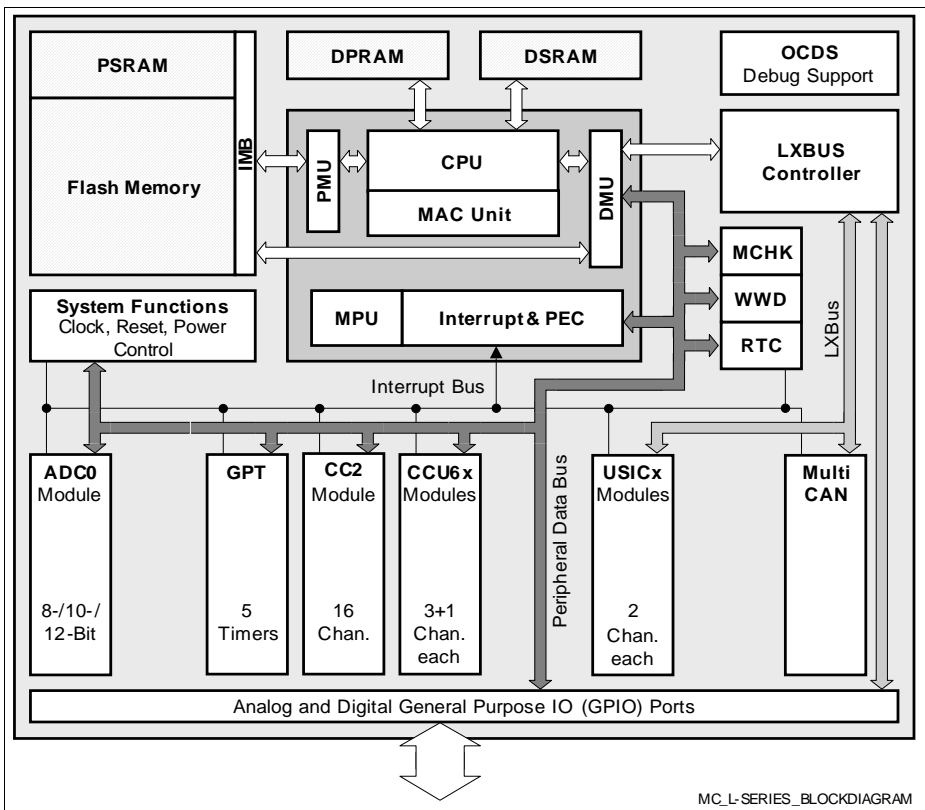 PSRAM
Flash Memory
IMB
DPRAM
DSRAM
OCDS
Debug Support
PMU
CPU
MAC Unit
DMU
LXBUS
Controller
MCHK
WWD
RTC
System Functions
Clock, Reset, Power
Control
MPU
Interrupt & PEC
Interrupt Bus
LXBus
ADC0
Module
8-/10-/
12-Bit
GPT
5
Timers
CC2
Module
16
Chan.
CCU6x
Modules
3+1
Chan.
each
Peripheral Data Bus
USICx
Modules
2
Chan.
each
Multi
CAN
Analog and Digital General Purpose IO (GPIO) Ports
MC_L-SERIES_BLOCKDIAGRAM